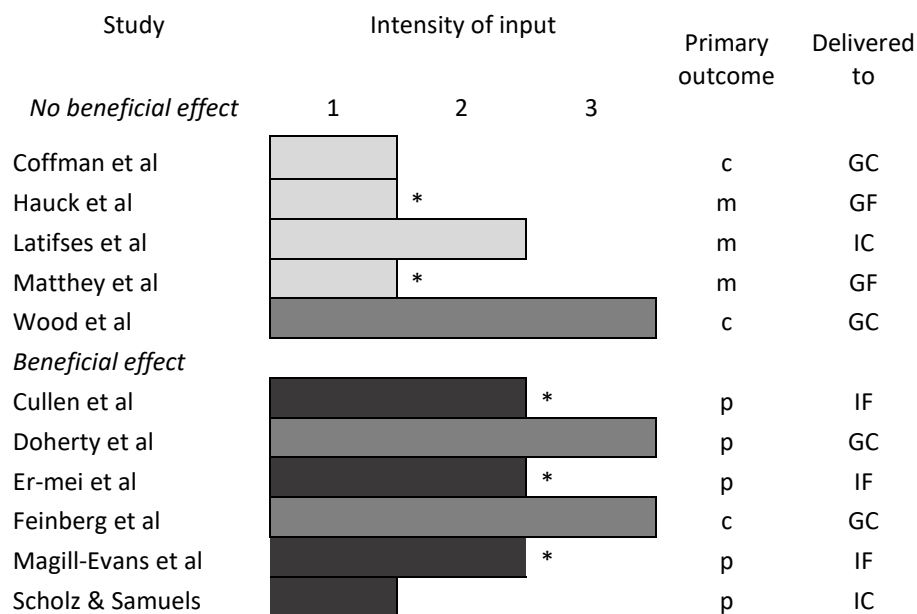 Study Intensity of input Primary outcome Delivered to
No beneficial effect 1 2 3
Coffman et al c GC
Hauck et al * m GF
Latifses et al m IC
Matthey et al * m GF
Wood et al c GC
Beneficial effect
Cullen et al * p IF
Doherty et al p GC
Er-mei et al * p IF
Feinberg et al c GC
Magill-Evans et al * p IF
Scholz & Samuels p IC